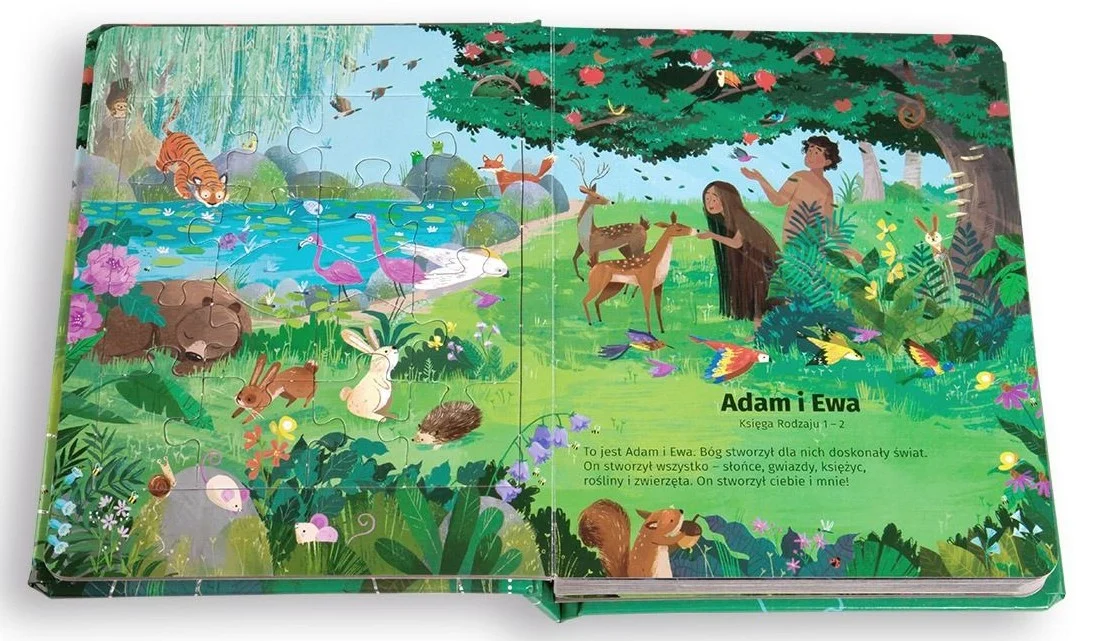 Adam i Ewa
Księga Rodzaju 1 – 2
To jest Adam i Ewa. Bóg stworzył dla nich doskonały świat.
On stworzył wszystko – słońce, gwiazdy, księżyc,
rośliny i zwierzęta. On stworzył ciebie i mnie!